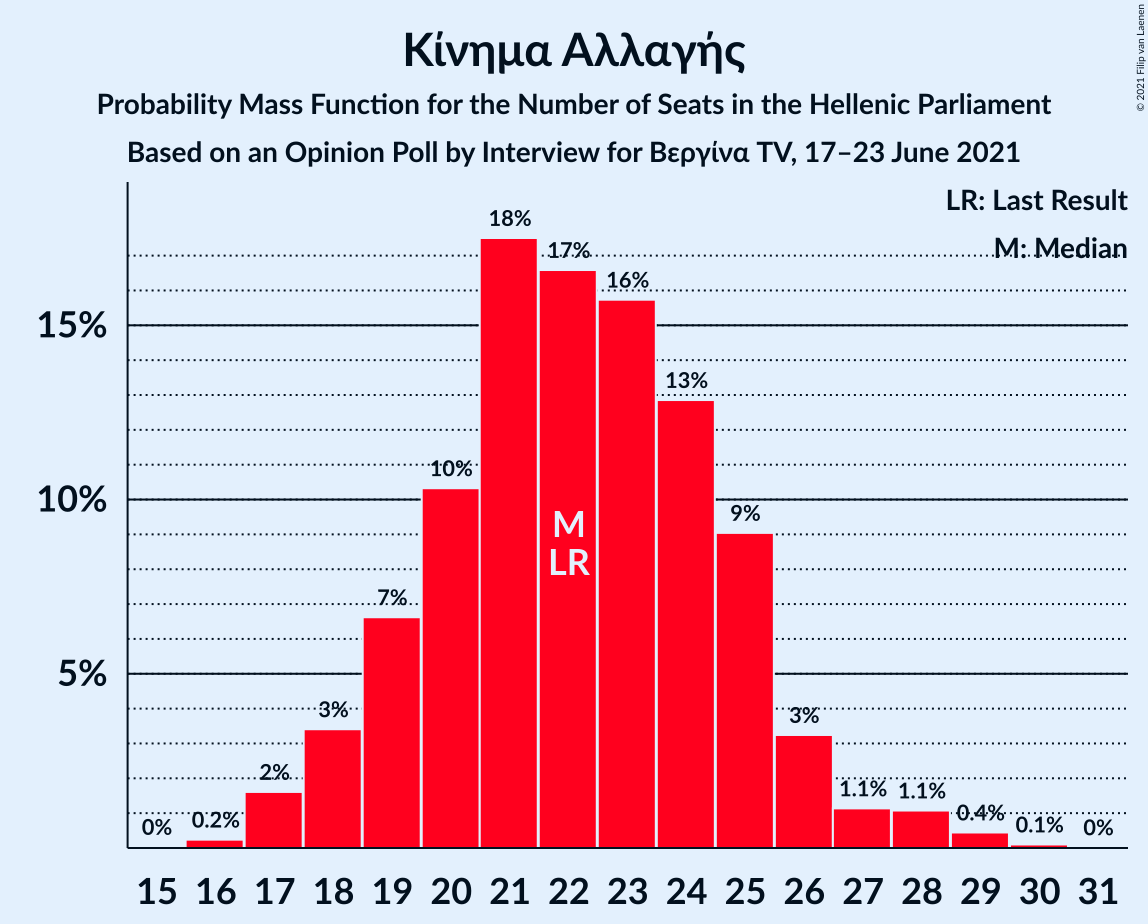 Κίνημα Αλλαγής
Probability Mass Function for the Number of Seats in the Hellenic Parliament
Based on an Opinion Poll by Interview for Βεργίνα TV, 17–23 June 2021
© 2021 Filip van Laenen
LR: Last Result
M: Median
15%
10%
5%
0%
0.2%
2%
3%
7%
10%
18%
17%
16%
13%
9%
3%
1.1%
1.1%
0.4%
0.1%
0%
M
LR
15 16 17 18 19 20 21 22 23 24 25 26 27 28 29 30 31